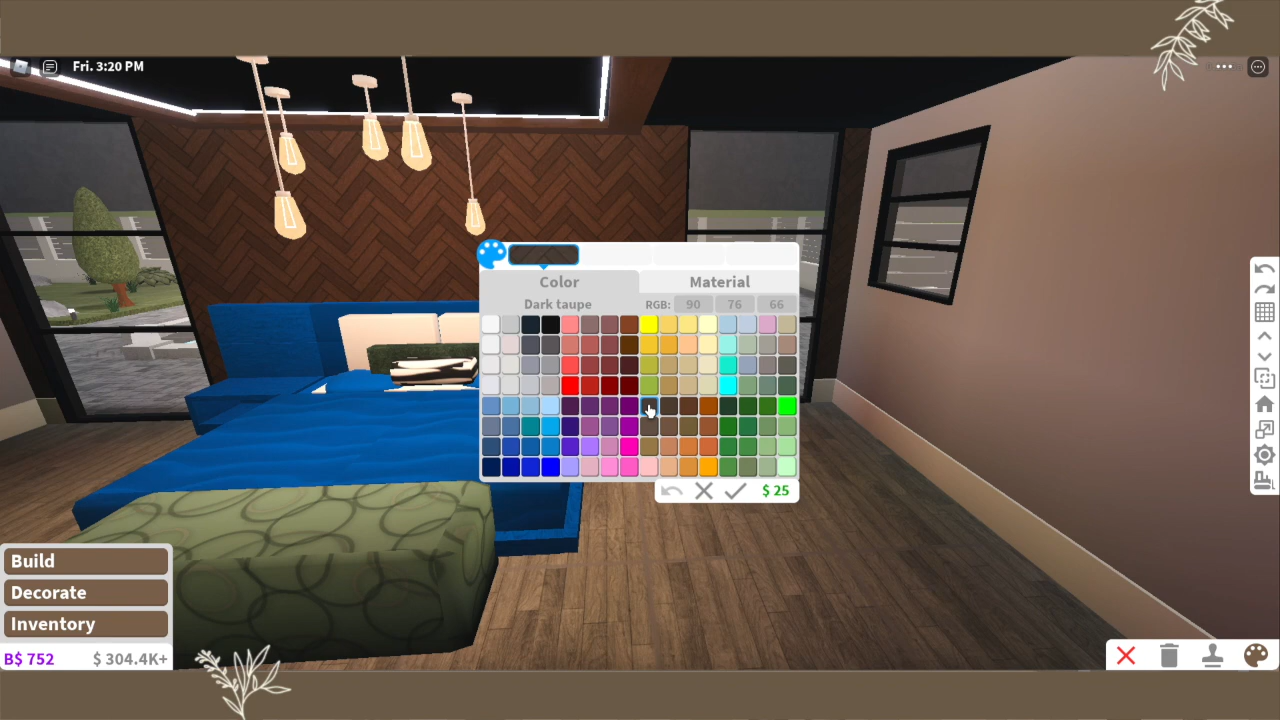 Fri. 3:20 PM
Color
Material
Dark taupe
RGB: 90 76 66
$ 25
Build
Decorate
Inventory
B$ 752
$ 304.4K+